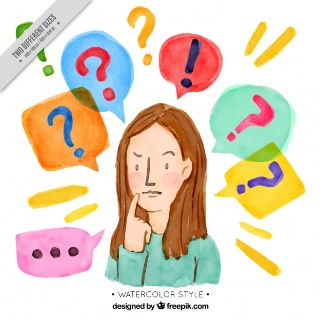 TWO DIFFERENT SIZES
? ? ? ! ? ? ?
...
• WATERCOLOR STYLE •
designed by freepik.com